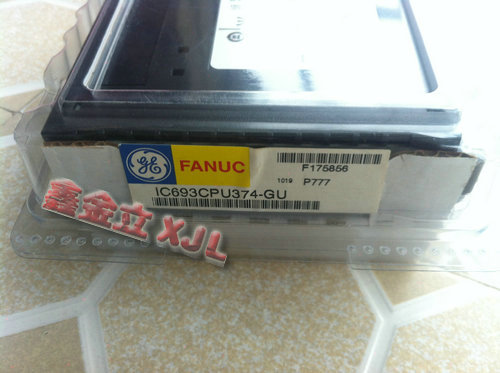 GE
FANUC
F175856
1019 P777
IC693CPU374-GU
鑫金立 XJL